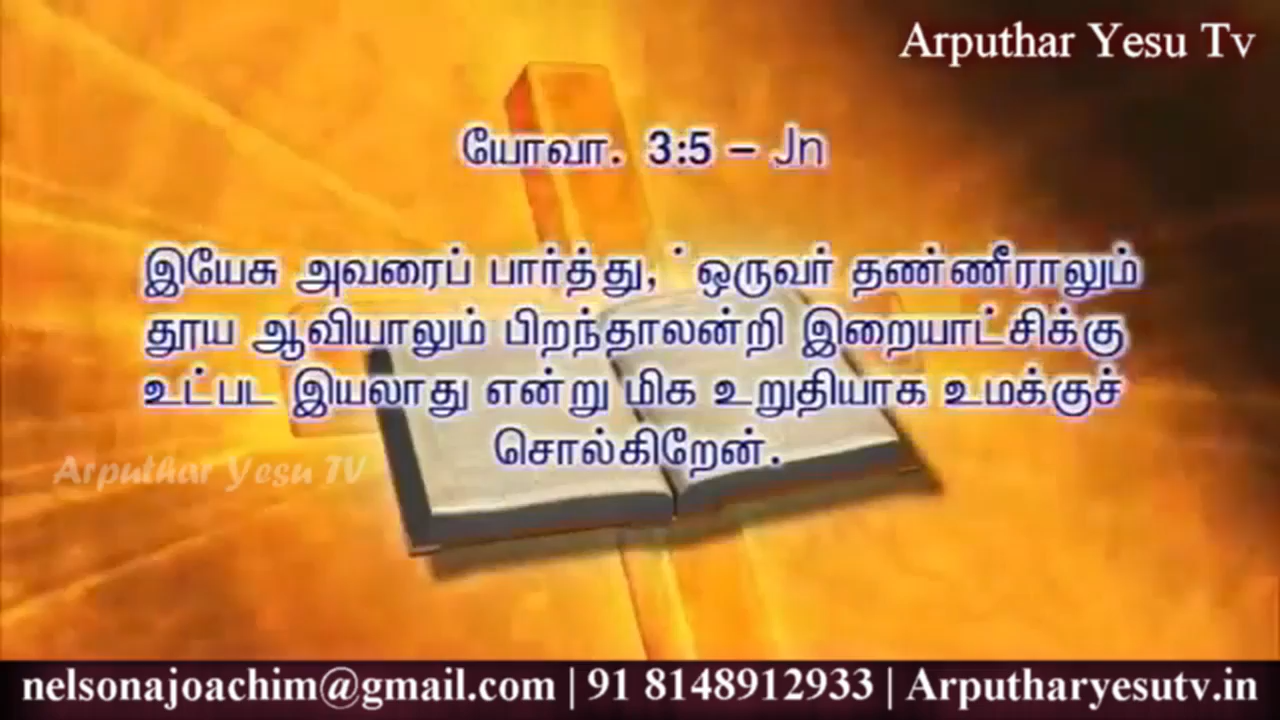 Arputhar Yesu Tv
யோவா. 3:5 – Jn
இயேசு அவரைப் பார்த்து, ் ஒருவர் தண்ணீராலும்
தூய ஆவியாலும் பிறந்தாலன்றி இறையாட்சிக்கு
உட்பட இயலாது என்று மிக உறுதியாக உமக்குச்
சொல்கிறேன்.
Arputhar Yesu TV
nelsonajoachim@gmail.com | 91 8148912933 | Arputharyesutv.in